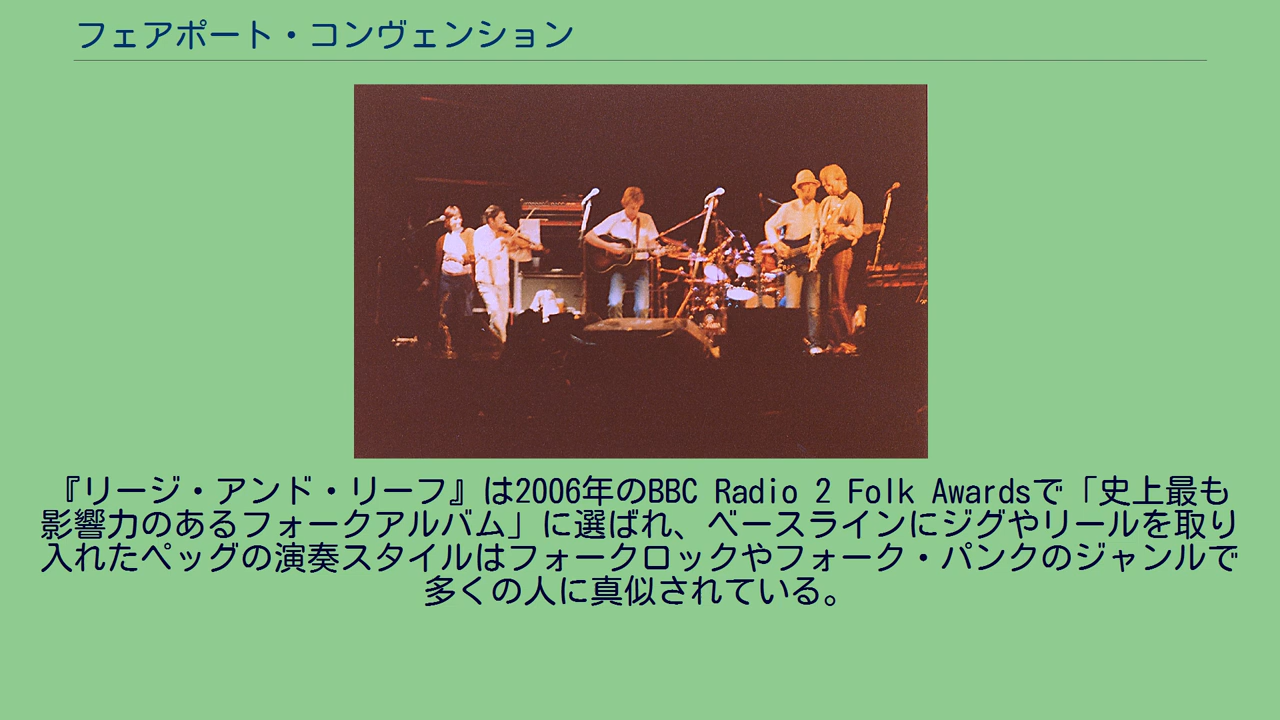 フェアポート・コンヴェンション
『リージ・アンド・リーフ』は2006年のBBC Radio 2 Folk Awardsで「史上最も
影響力のあるフォークアルバム」に選ばれ、ベースラインにジグやリールを取り
入れたペッグの演奏スタイルはフォークロックやフォーク・パンクのジャンルで
多くの人に真似されている。